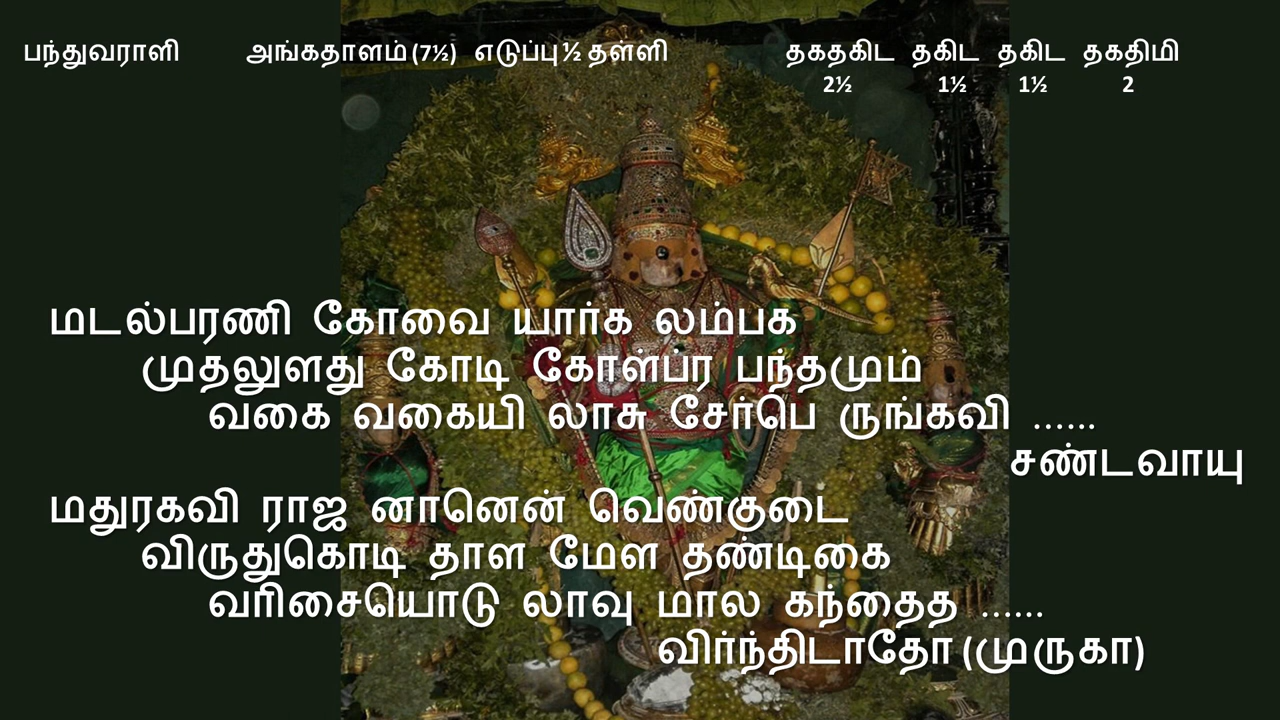 பந்துவராளி அங்கதாளம் (7½) எடுப்பு ½ தள்ளி தகதகிட தகிட தகிட தகதிமி
2½ 1½ 1½ 2
மடல்பரணி கோவை யார்க லம்பக
முதலுளது கோடி கோள்ப்ர பந்தமும்
வகை வகையி லாசு சேர்பெ ருங்கவி ......
சண்டவாயு
மதுரகவி ராஜ னானென் வெண்குடை
விருதுகொடி தாள மேள தண்டிகை
வரிசையொடு லாவு மால கந்தைத ......
விர்ந்திடாதோ (முருகா)